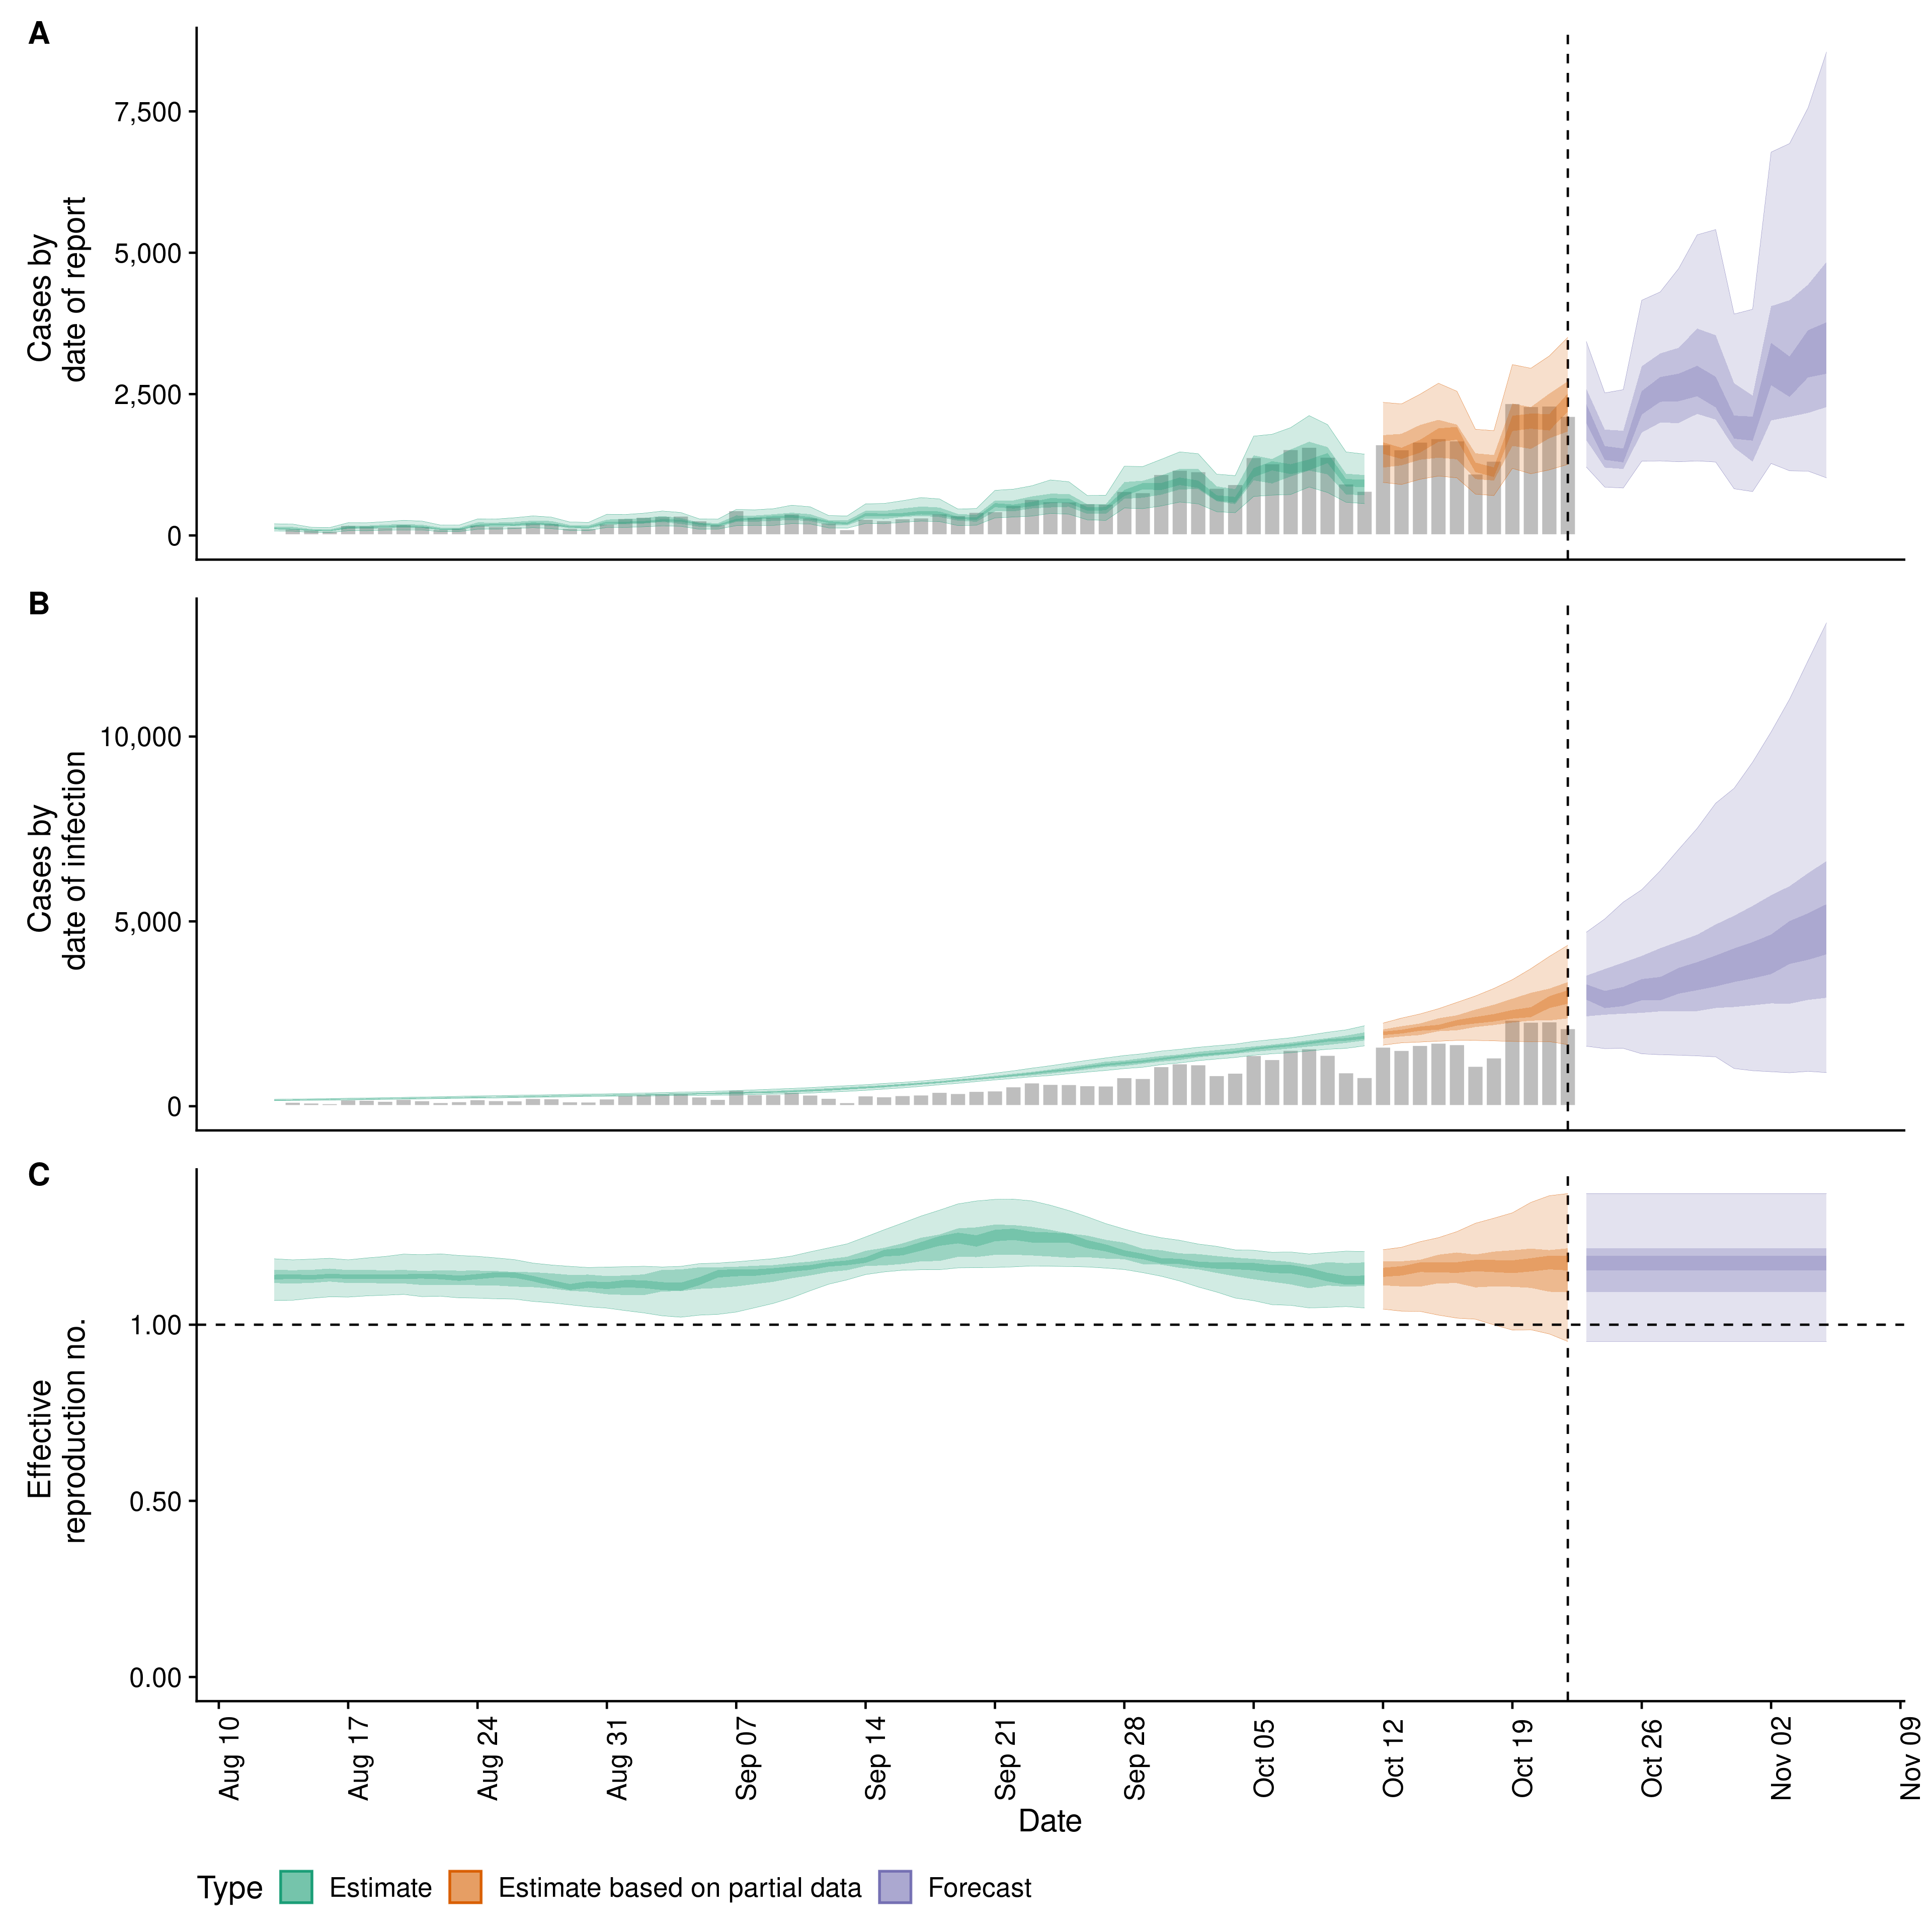 A
7,500
5,000
2,500
0
Cases by
date of report
B
10,000
5,000
0
Cases by
date of infection
C
1.00
0.50
0.00
Effective
reproduction no.
Aug 10
Aug 17
Aug 24
Aug 31
Sep 07
Sep 14
Sep 21
Sep 28
Oct 05
Oct 12
Oct 19
Oct 26
Nov 02
Nov 09
Date
Type Estimate Estimate based on partial data Forecast